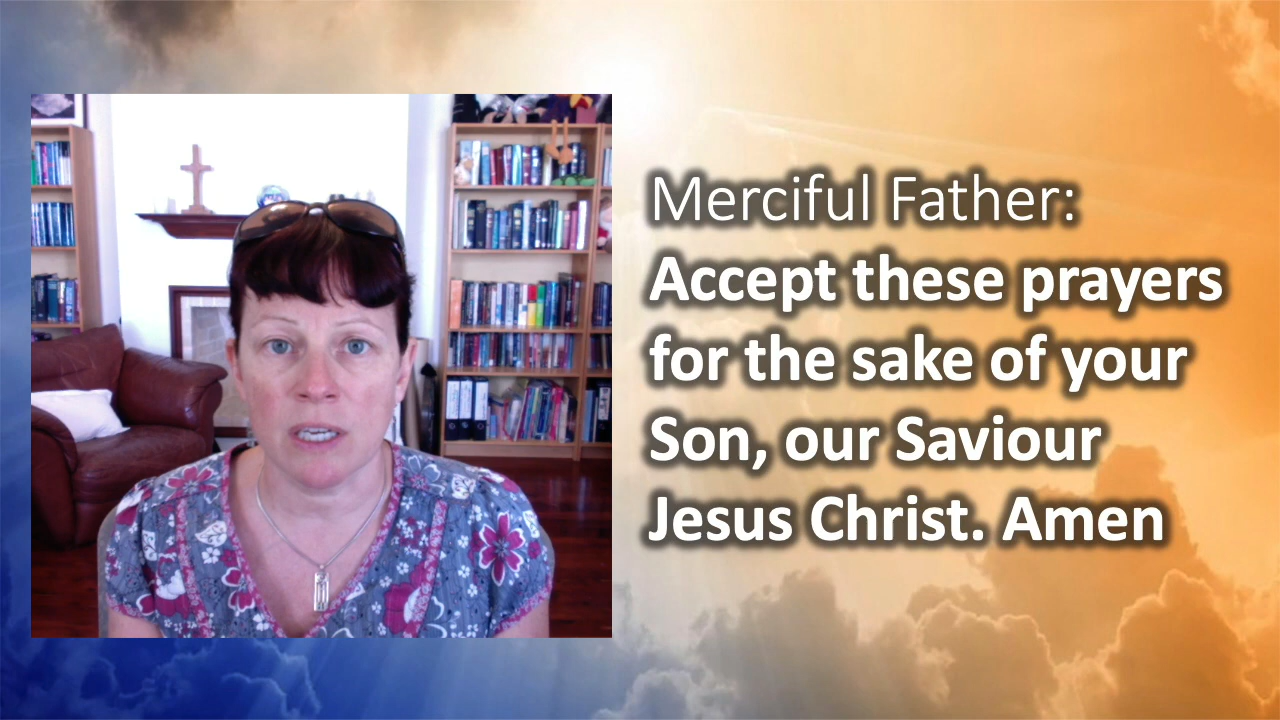 Merciful Father:
Accept these prayers
for the sake of your
Son, our Saviour
Jesus Christ. Amen